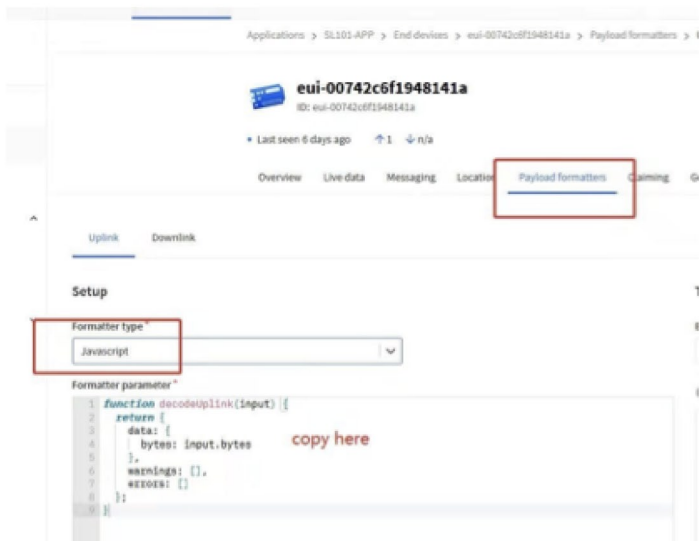 Applications > SL101-APP > End devices > eui-00742c6f1948141a > Payload formatters >
eui-00742c6f1948141a
ID: eui-00742c6f1948141a
• Last seen 6 days ago ↑ 1 ↓ n/a
Overview Live data Messaging Location Payload formatters Claiming
Uplink Downlink
Setup
Formatter type *
Javascript
Formatter parameter *
1 function decodeUplink(input) {
2 return {
3 data: {
4 bytes: input.bytes
5 },
6 warnings: [],
7 errors: []
8 };
9 }
copy here